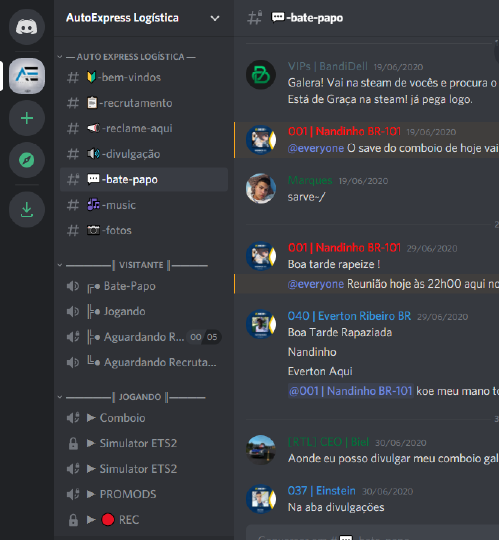 AutoExpress Logística
— AUTO EXPRESS LOGÍSTICA —
# -bem-vindos
# -recrutamento
# -reclame-aqui
# -divulgação
# -bate-papo
# -music
# -fotos
VISITANTE
Bate-Papo
Jogando
Aguardando R... 00 05
Aguardando Recruta...
JOGANDO
Comboio
Simulator ETS2
Simulator ETS2
PROMODS
REC
-bate-papo
VIPs | BandiDell 19/06/2020
Galera! Vai na steam de vocês e procura o
Está de Graça na steam! já pega logo.
001 | Nandinho BR-101 19/06/2020
@everyone O save do comboio de hoje vai
Marques 19/06/2020
sarve~/
001 | Nandinho BR-101 29/06/2020
Boa tarde rapeize !
@everyone Reunião hoje às 22h00 aqui no
040 | Everton Ribeiro BR 29/06/2020
Boa Tarde Rapaziada
Nandinho
Everton Aqui
@001 | Nandinho BR-101 koe meu mano
[RTL] CEO | Biel 30/06/2020
Aonde eu posso divulgar meu comboio
037 | Einstein 30/06/2020
Na aba divulgações